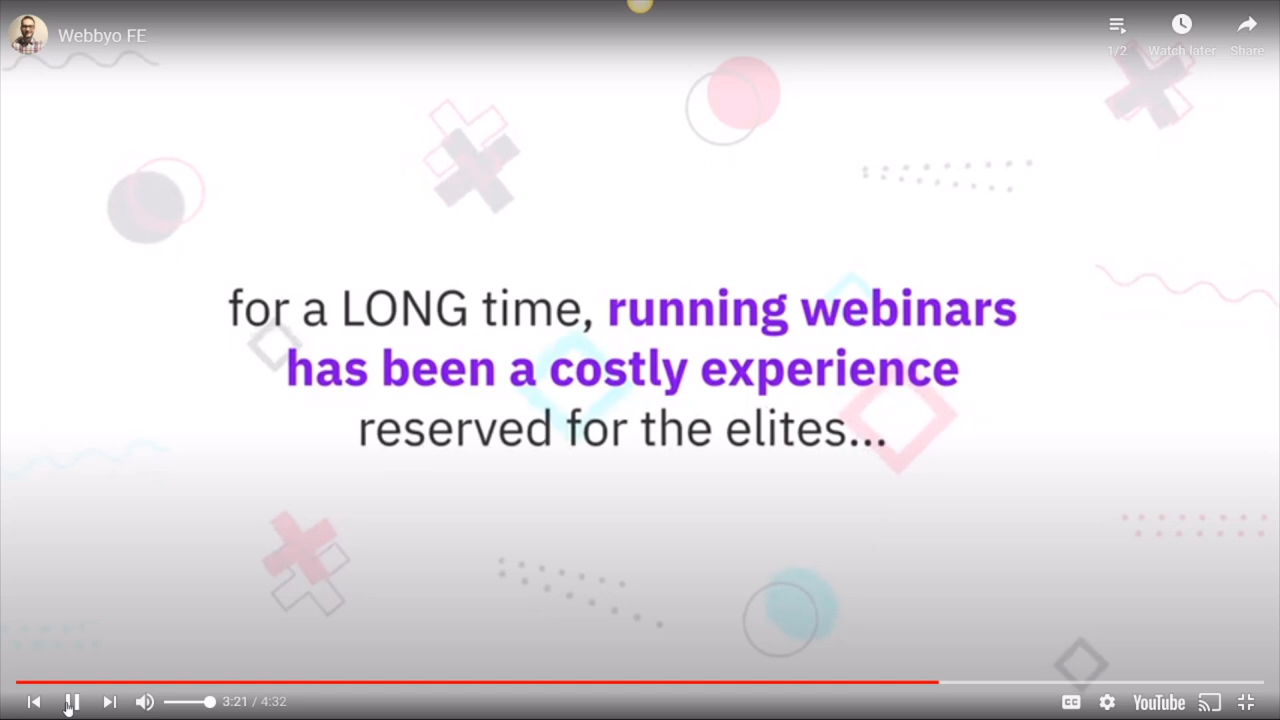 Webbyo FE
1/2
Watch later
Share
for a LONG time, running webinars
has been a costly experience
reserved for the elites...
3:21 / 4:32
CC
YouTube